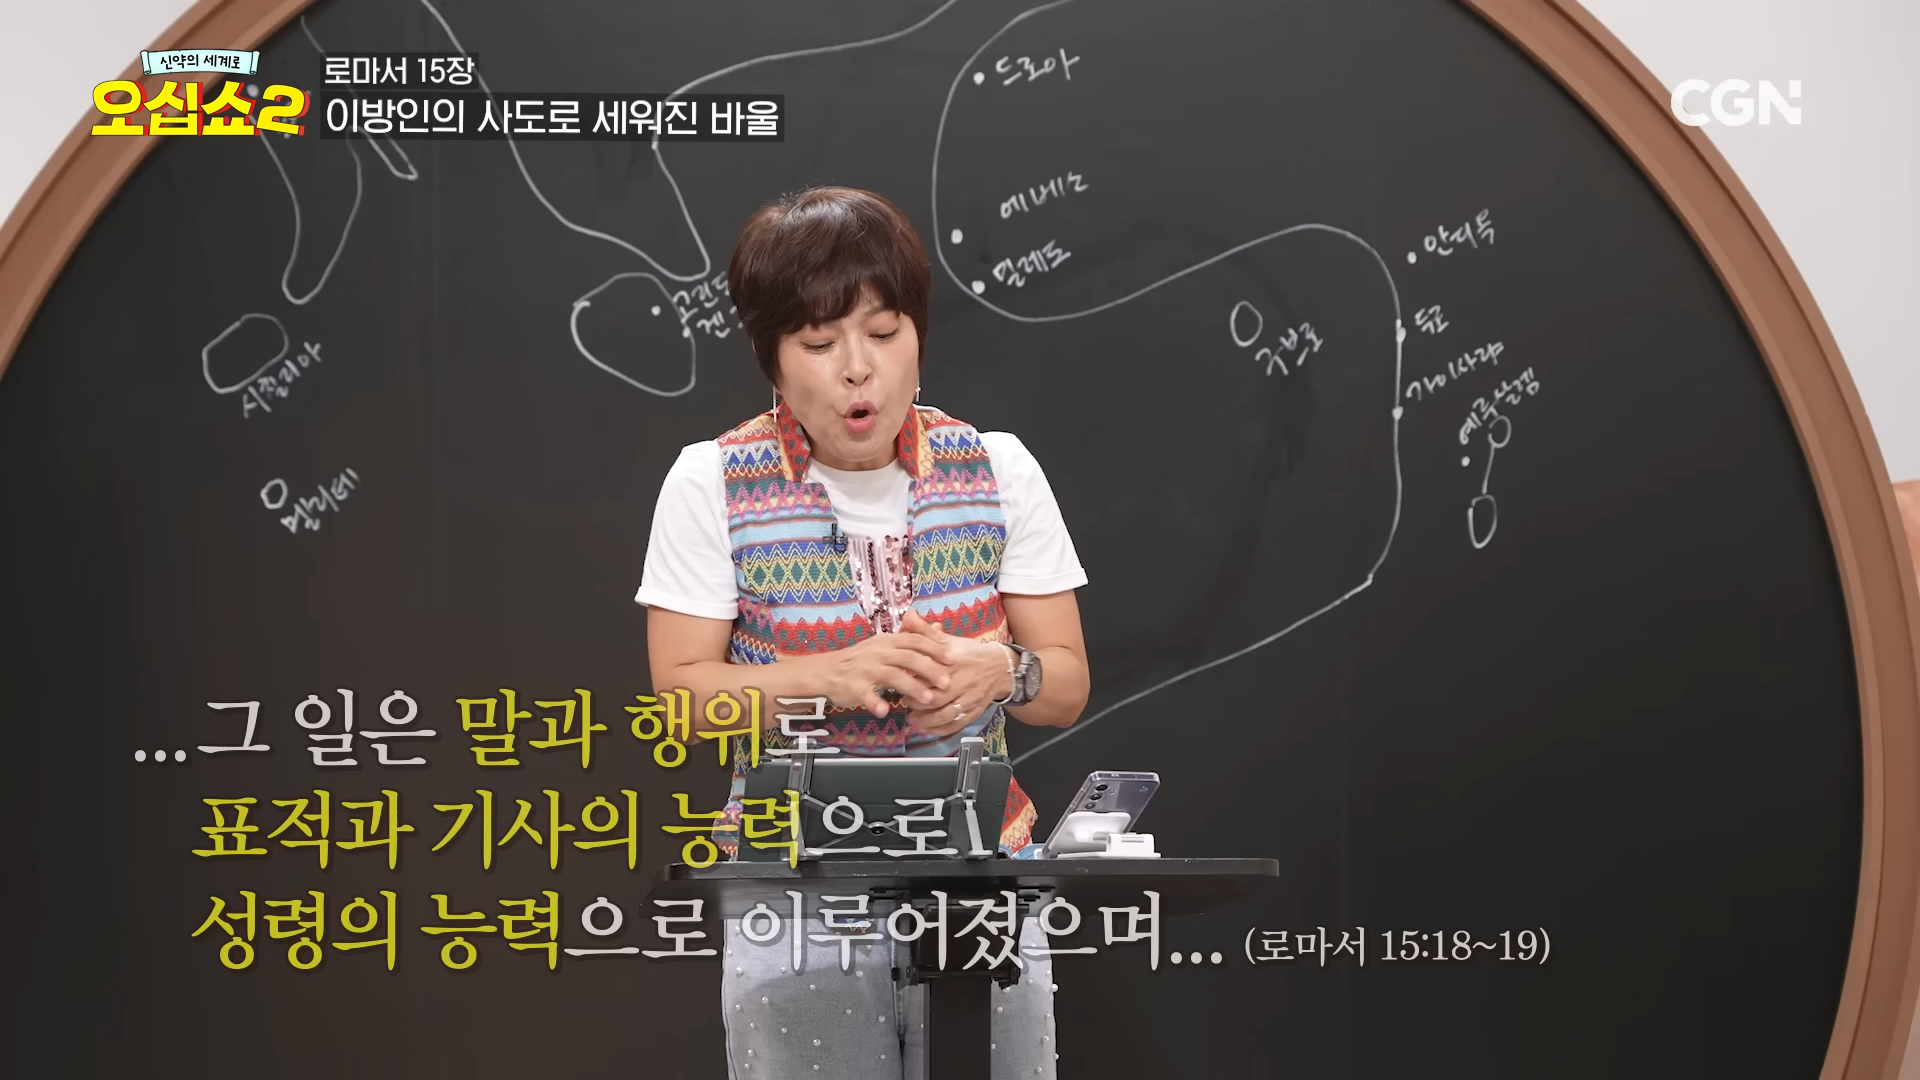 신약의 세계로
오십쇼2
로마서 15장
이방인의 사도로 세워진 바울
CGN
드로아
에베소
밀레도
안디옥
두로
구브로
가이사랴
예루살렘
고린도
겐
시칠리아
멜리데
...그 일은 말과 행위로
표적과 기사의 능력으로
성령의 능력으로 이루어졌으며... (로마서 15:18~19)